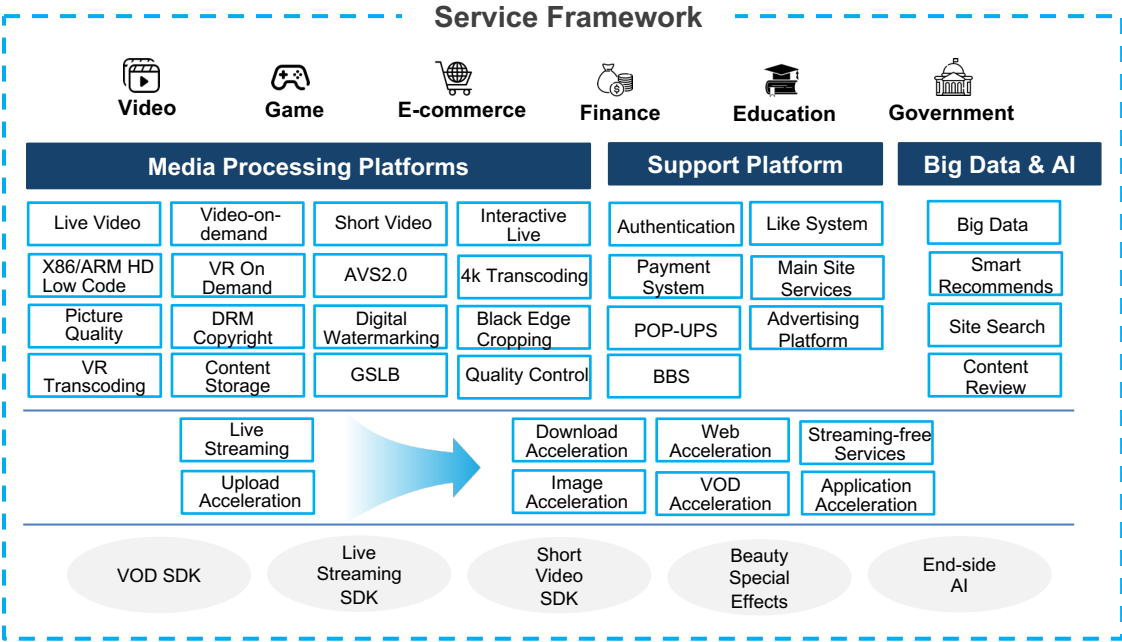 Service Framework
Video
Game
E-commerce
Finance
Education
Government
Media Processing Platforms
Support Platform
Big Data & AI
Live Video
Video-on-
demand
Short Video
Interactive
Live
Authentication
Like System
Big Data
X86/ARM HD
Low Code
VR On
Demand
AVS2.0
4k Transcoding
Payment
System
Main Site
Services
Smart
Recommends
Picture
Quality
DRM
Copyright
Digital
Watermarking
Black Edge
Cropping
POP-UPS
Advertising
Platform
Site Search
VR
Transcoding
Content
Storage
GSLB
Quality Control
BBS
Content
Review
Live
Streaming
Download
Acceleration
Web
Acceleration
Streaming-free
Services
Upload
Acceleration
Image
Acceleration
VOD
Acceleration
Application
Acceleration
VOD SDK
Live
Streaming
SDK
Short
Video
SDK
Beauty
Special
Effects
End-side
AI